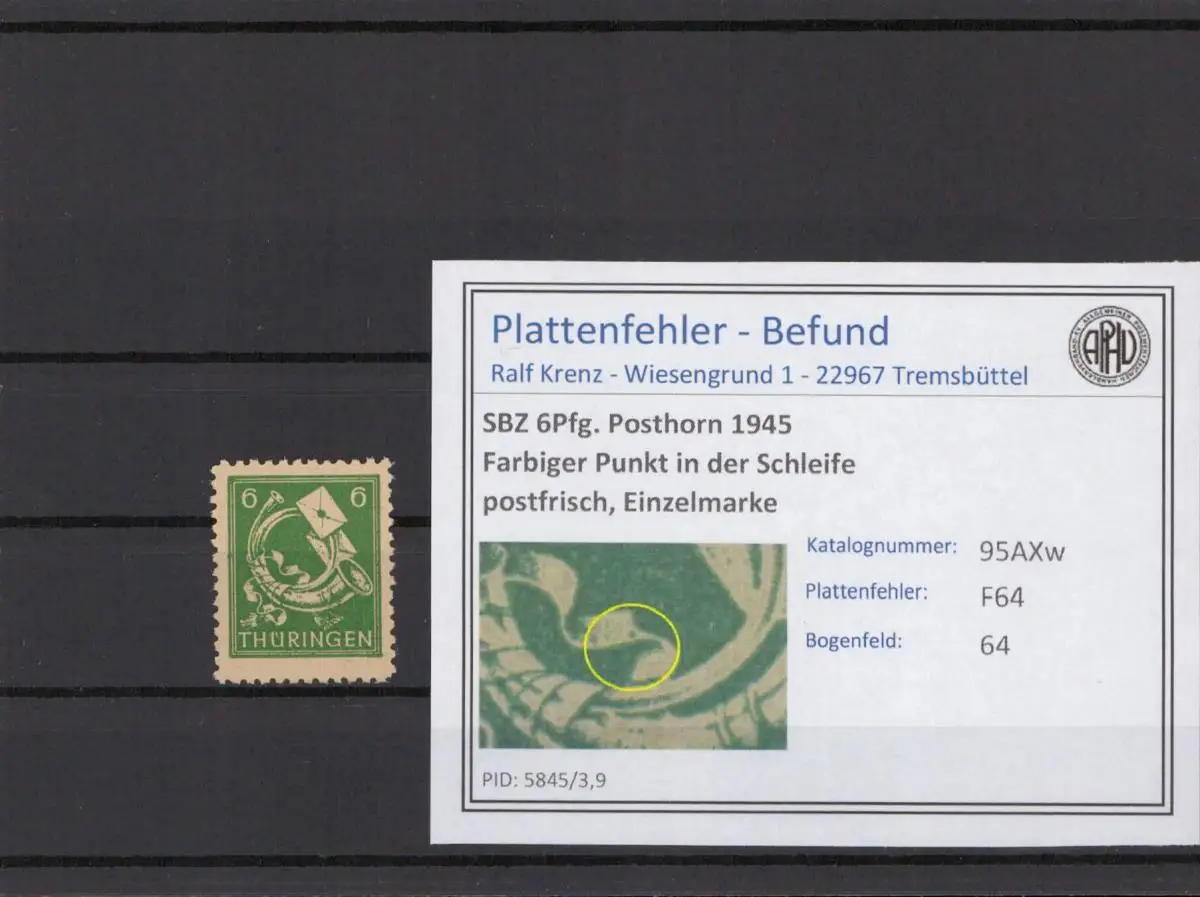 6 6
THÜRINGEN
Plattenfehler - Befund
Ralf Krenz - Wiesengrund 1 - 22967 Tremsbüttel
APHD
SBZ 6Pfg. Posthorn 1945
Farbiger Punkt in der Schleife
postfrisch, Einzelmarke
Katalognummer: 95AXw
Plattenfehler: F64
Bogenfeld: 64
PID: 5845/3,9